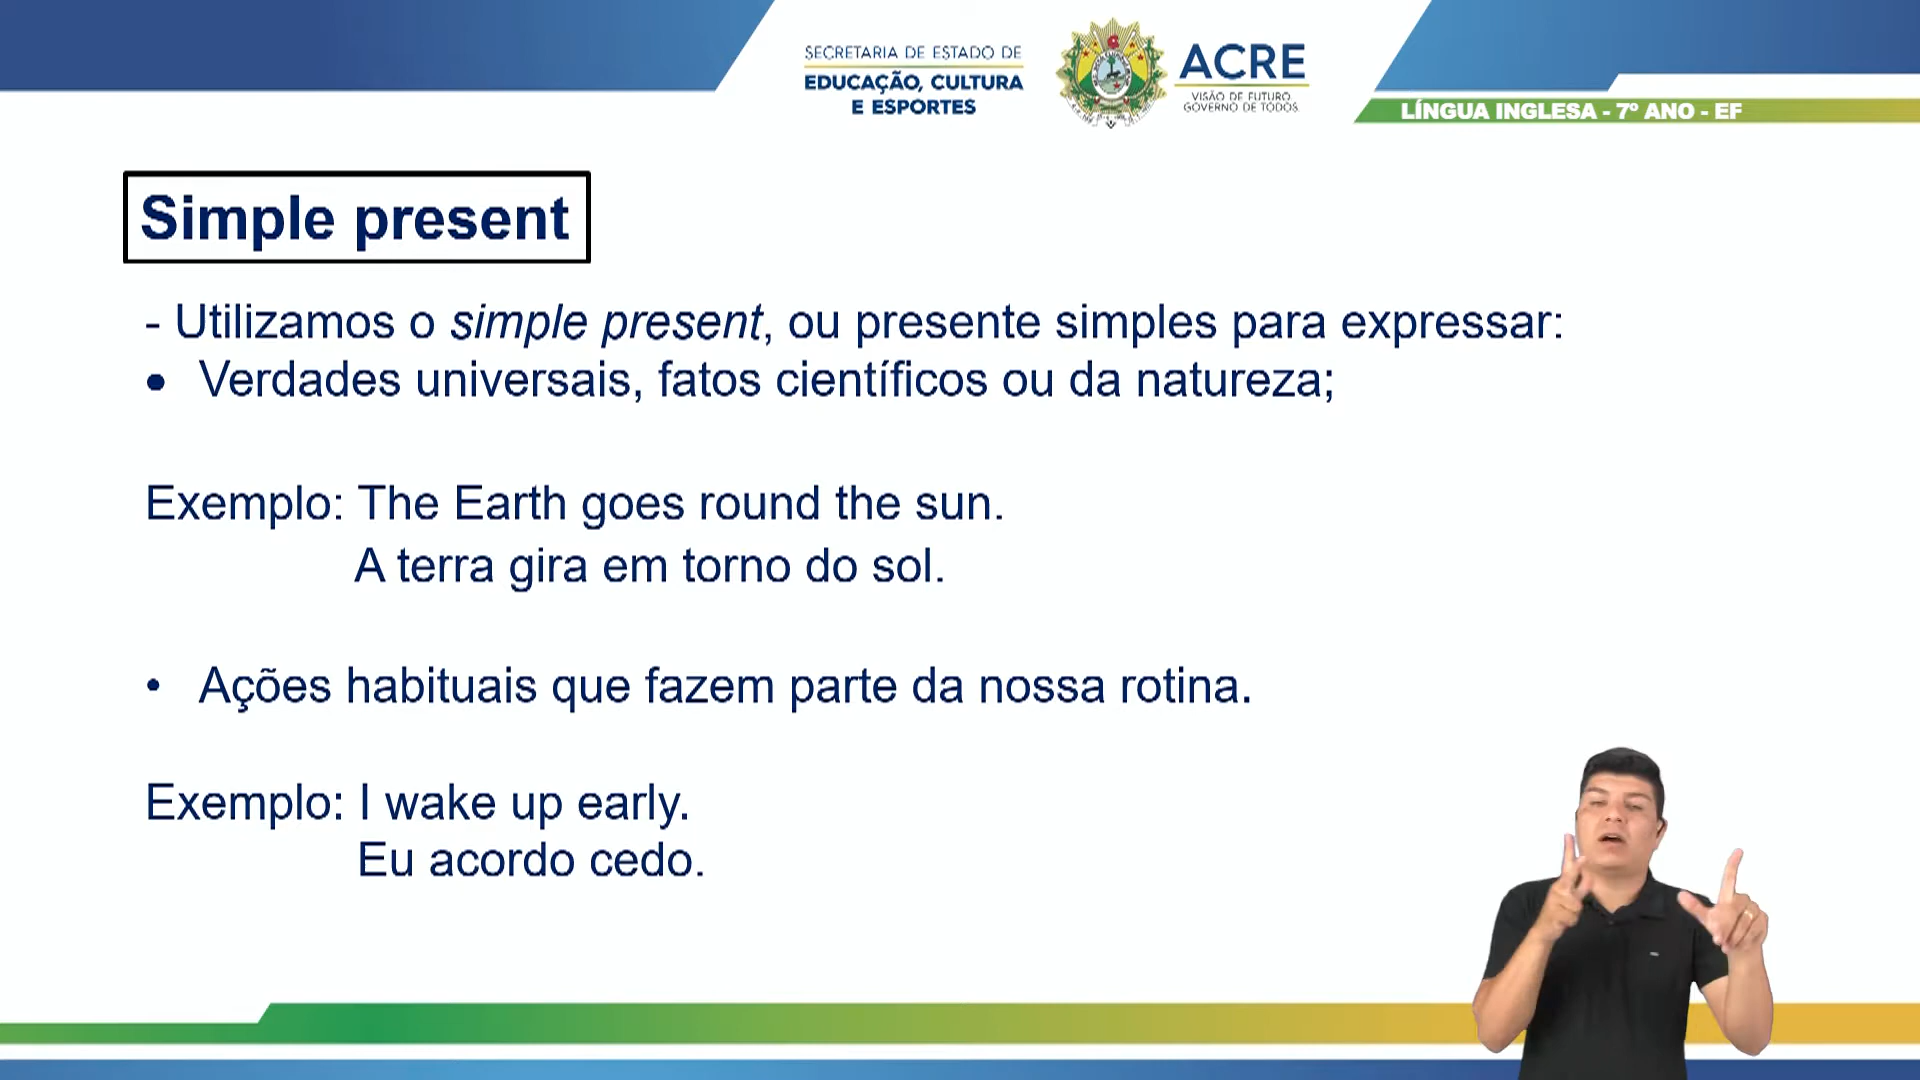 SECRETARIA DE ESTADO DE
EDUCAÇÃO, CULTURA
E ESPORTES
ACRE
VISÃO DE FUTURO.
GOVERNO DE TODOS.
LÍNGUA INGLESA - 7º ANO - EF
Simple present
- Utilizamos o simple present, ou presente simples para expressar:
• Verdades universais, fatos científicos ou da natureza;
Exemplo: The Earth goes round the sun.
A terra gira em torno do sol.
• Ações habituais que fazem parte da nossa rotina.
Exemplo: I wake up early.
Eu acordo cedo.